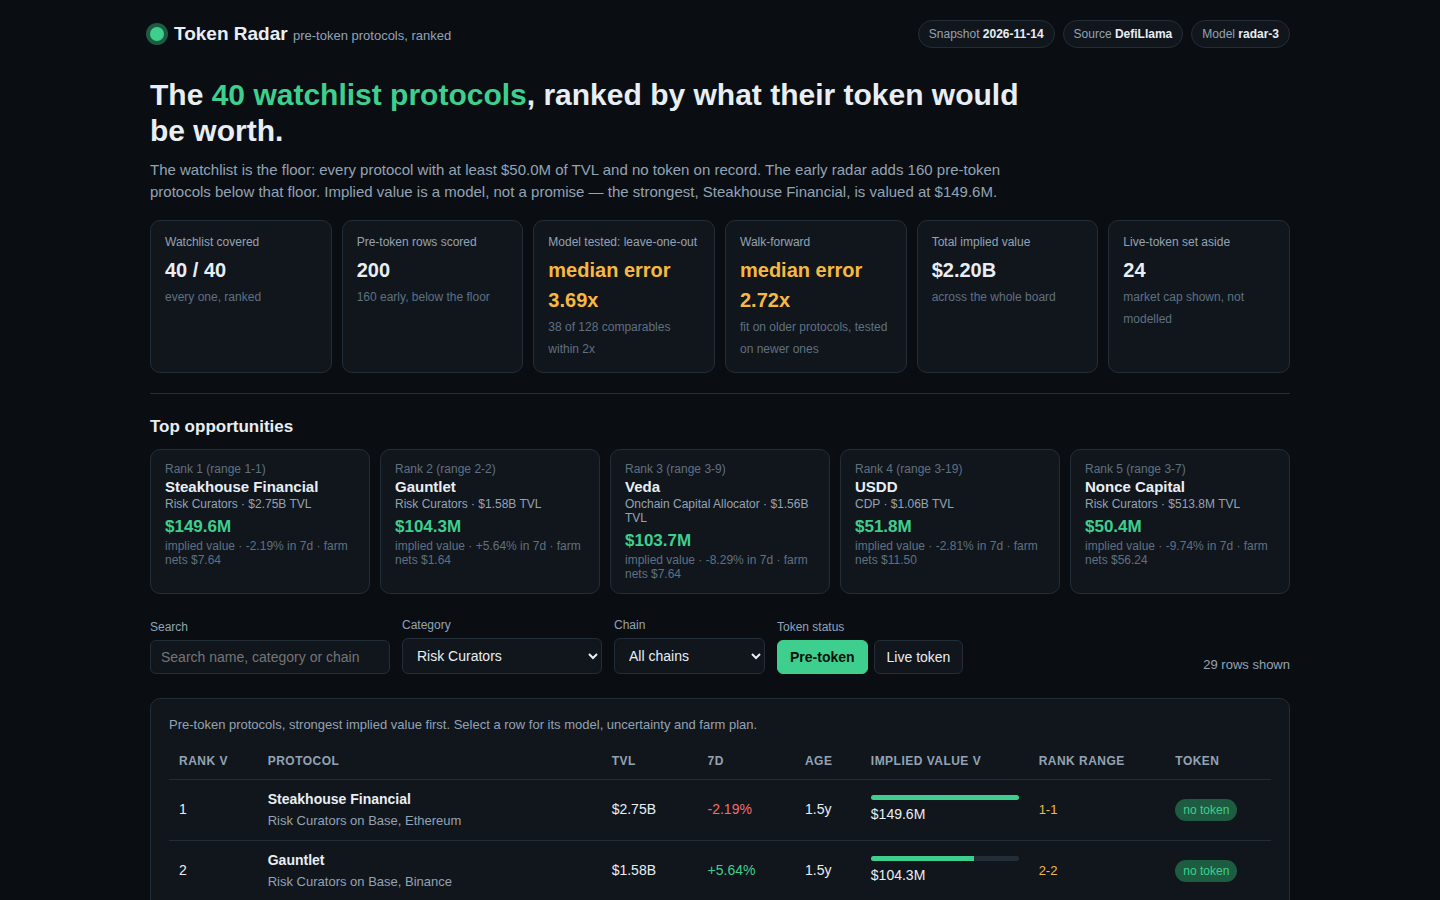 Token Radar pre-token protocols, ranked
Snapshot 2026-11-14
Source DefiLlama
Model radar-3
The 40 watchlist protocols, ranked by what their token would
be worth.
The watchlist is the floor: every protocol with at least $50.0M of TVL and no token on record. The early radar adds 160 pre-token
protocols below that floor. Implied value is a model, not a promise — the strongest, Steakhouse Financial, is valued at $149.6M.
Watchlist covered
40 / 40
every one, ranked
Pre-token rows scored
200
160 early, below the floor
Model tested: leave-one-out
median error
3.69x
38 of 128 comparables
within 2x
Walk-forward
median error
2.72x
fit on older protocols, tested
on newer ones
Total implied value
$2.20B
across the whole board
Live-token set aside
24
market cap shown, not
modelled
Top opportunities
Rank 1 (range 1-1)
Steakhouse Financial
Risk Curators · $2.75B TVL
$149.6M
implied value · -2.19% in 7d · farm
nets $7.64
Rank 2 (range 2-2)
Gauntlet
Risk Curators · $1.58B TVL
$104.3M
implied value · +5.64% in 7d · farm
nets $1.64
Rank 3 (range 3-9)
Veda
Onchain Capital Allocator · $1.56B
TVL
$103.7M
implied value · -8.29% in 7d · farm
nets $7.64
Rank 4 (range 3-19)
USDD
CDP · $1.06B TVL
$51.8M
implied value · -2.81% in 7d · farm
nets $11.50
Rank 5 (range 3-7)
Nonce Capital
Risk Curators · $513.8M TVL
$50.4M
implied value · -9.74% in 7d · farm
nets $56.24
Search
Search name, category or chain
Category
Risk Curators
Chain
All chains
Token status
Pre-token
Live token
29 rows shown
Pre-token protocols, strongest implied value first. Select a row for its model, uncertainty and farm plan.
RANK V PROTOCOL TVL 7D AGE IMPLIED VALUE V RANK RANGE TOKEN
1 Steakhouse Financial $2.75B -2.19% 1.5y $149.6M 1-1 no token
Risk Curators on Base, Ethereum
2 Gauntlet $1.58B +5.64% 1.5y $104.3M 2-2 no token
Risk Curators on Base, Binance